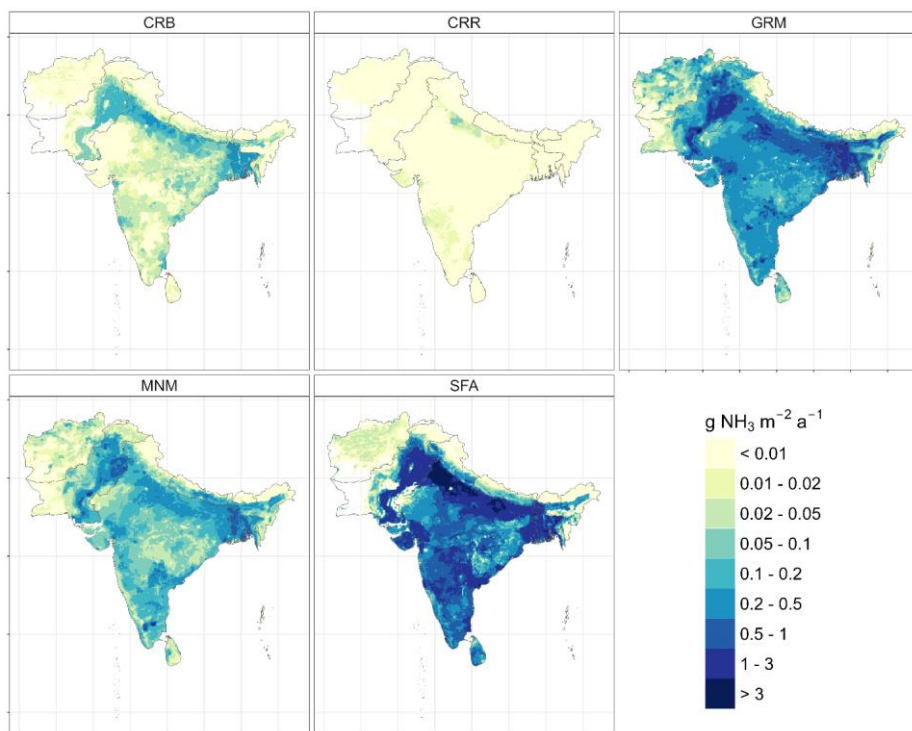 CRB
CRR
GRM
MNM
SFA
g NH₃ m⁻² a⁻¹
< 0.01
0.01 - 0.02
0.02 - 0.05
0.05 - 0.1
0.1 - 0.2
0.2 - 0.5
0.5 - 1
1 - 3
> 3